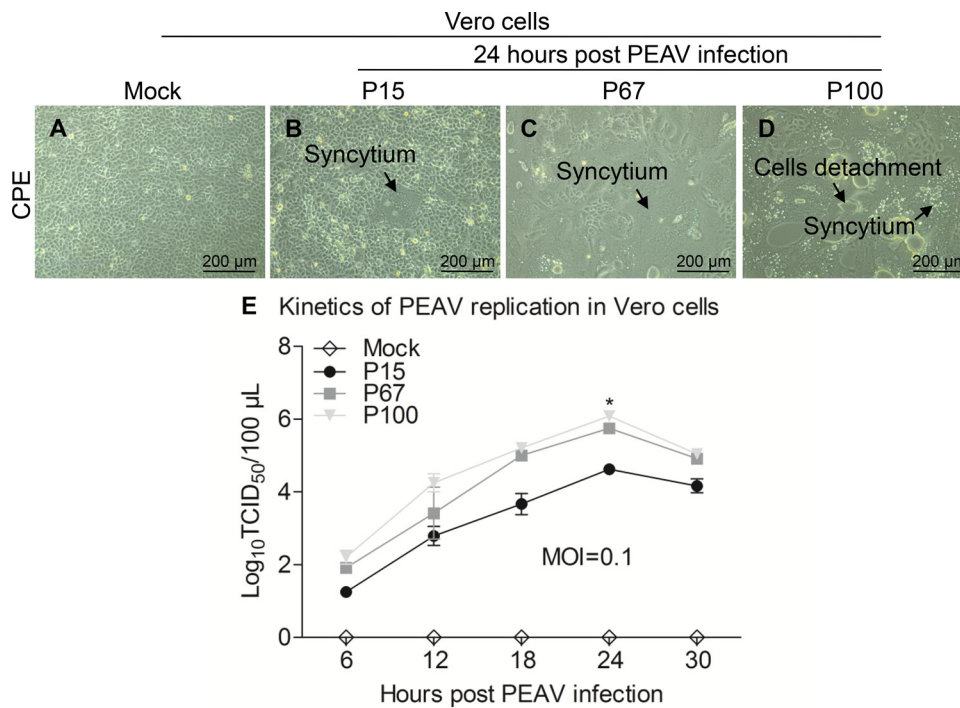 Vero cells
24 hours post PEAV infection
Mock P15 P67 P100
CPE
A B C D
Syncytium Syncytium Cells detachment
Syncytium
200 µm 200 µm 200 µm 200 µm
E Kinetics of PEAV replication in Vero cells
Log10TCID50/100 µL
8
6
4
2
0
Mock
P15
P67
P100
*
MOI=0.1
6 12 18 24 30
Hours post PEAV infection